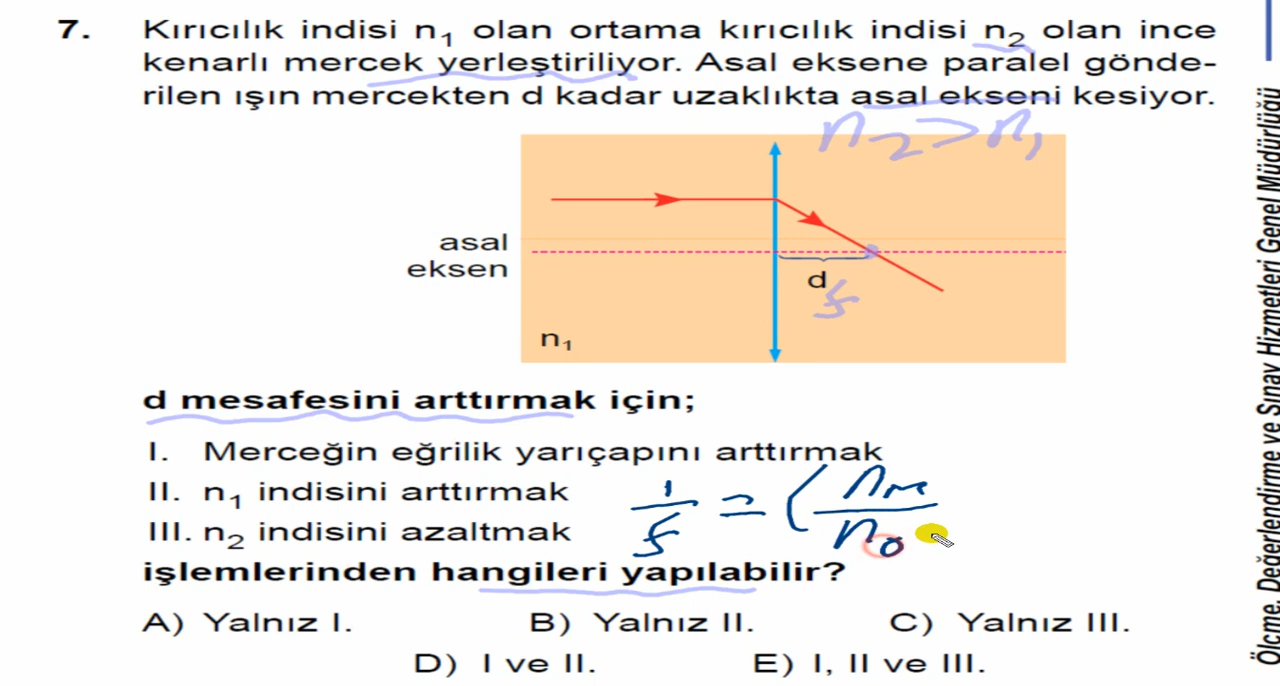 7. Kırıcılık indisi n₁ olan ortama kırıcılık indisi n₂ olan ince
kenarlı mercek yerleştiriliyor. Asal eksene paralel gönde-
rilen ışın mercekten d kadar uzaklıkta asal ekseni kesiyor.
n₂ > n₁
asal
eksen
d
f
n₁
d mesafesini arttırmak için;
I. Merceğin eğrilik yarıçapını arttırmak
II. n₁ indisini arttırmak
III. n₂ indisini azaltmak
1/f = (nm/n0
işlemlerinden hangileri yapılabilir?
A) Yalnız I. B) Yalnız II. C) Yalnız III.
D) I ve II. E) I, II ve III.
Ölçme, Değerlendirme ve Sınav Hizmetleri Genel Müdürlüğü